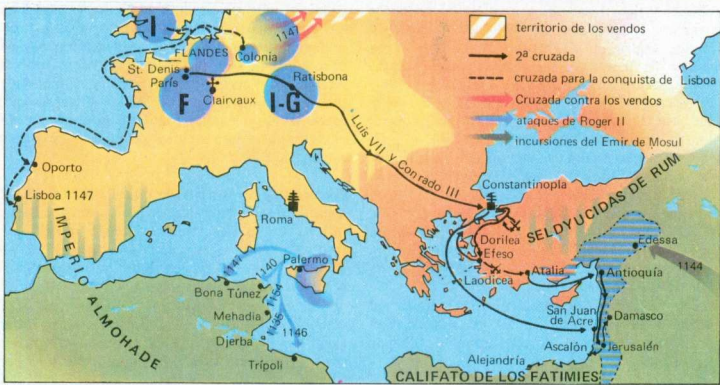 I
FLANDES
Colonía
St. Denis
París
Clairvaux
F
I-G
Ratisbona
1147
territorio de los vendos
2ª cruzada
cruzada para la conquista de Lisboa
Cruzada contra los vendos
ataques de Roger II
incursiones del Emir de Mosul
Luis VII y Conrado III
Oporto
Lisboa 1147
IMPERIO ALMOHADE
Roma
Constantinopla
SELDYUCIDAS DE RUM
Dorilea
Efeso
Laodicea
Atalia
Edessa
1144
Antioquía
Palermo
1147
1140
Bona
Túnez
1154
Mehadia
1135
Djerba
1146
Trípoli
San Juan
de Acre
Damasco
Ascalón
Jerusalén
Alejandría
CALIFATO DE LOS FATIMIES